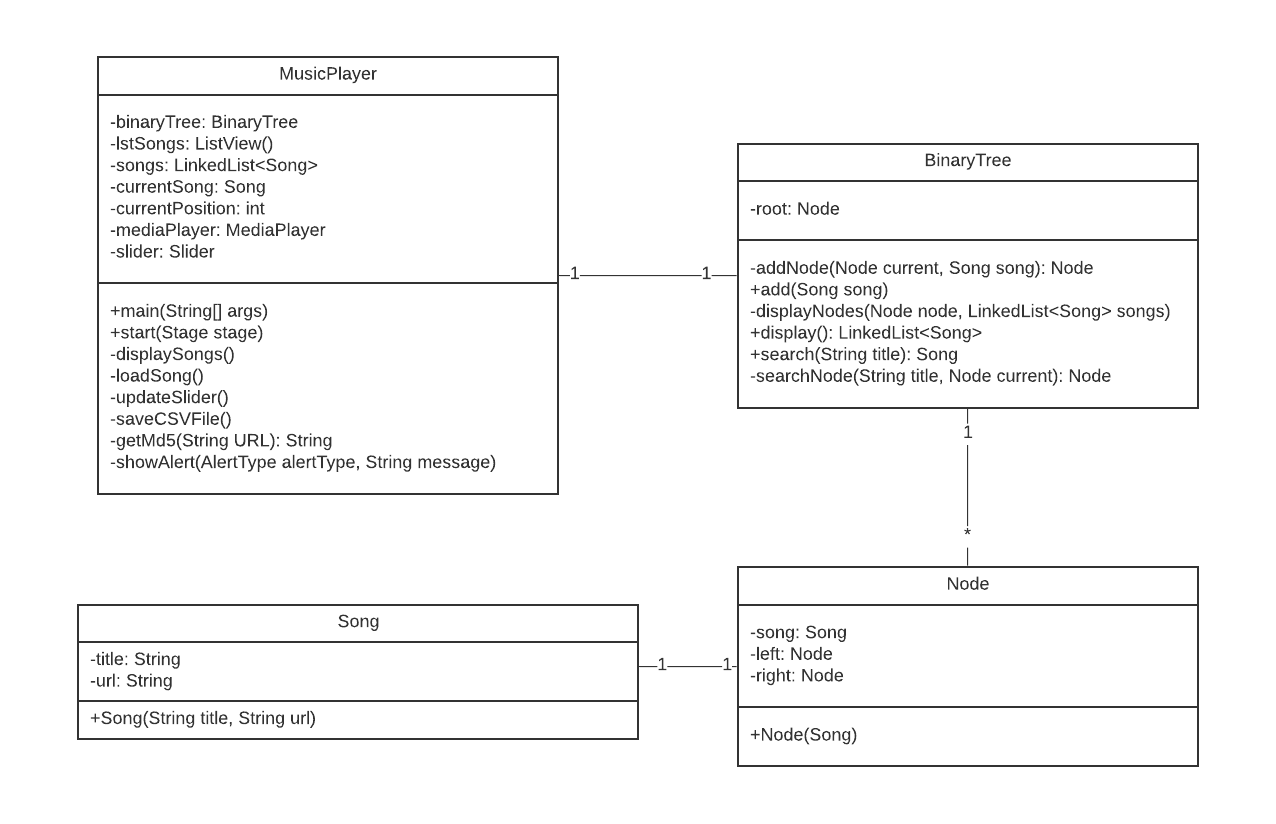 MusicPlayer
-binaryTree: BinaryTree
-lstSongs: ListView()
-songs: LinkedList<Song>
-currentSong: Song
-currentPosition: int
-mediaPlayer: MediaPlayer
-slider: Slider
+main(String[] args)
+start(Stage stage)
-displaySongs()
-loadSong()
-updateSlider()
-saveCSVFile()
-getMd5(String URL): String
-showAlert(AlertType alertType, String message)
1
1
BinaryTree
-root: Node
-addNode(Node current, Song song): Node
+add(Song song)
-displayNodes(Node node, LinkedList<Song> songs)
+display(): LinkedList<Song>
+search(String title): Song
-searchNode(String title, Node current): Node
1
*
Node
-song: Song
-left: Node
-right: Node
+Node(Song)
1
1
Song
-title: String
-url: String
+Song(String title, String url)